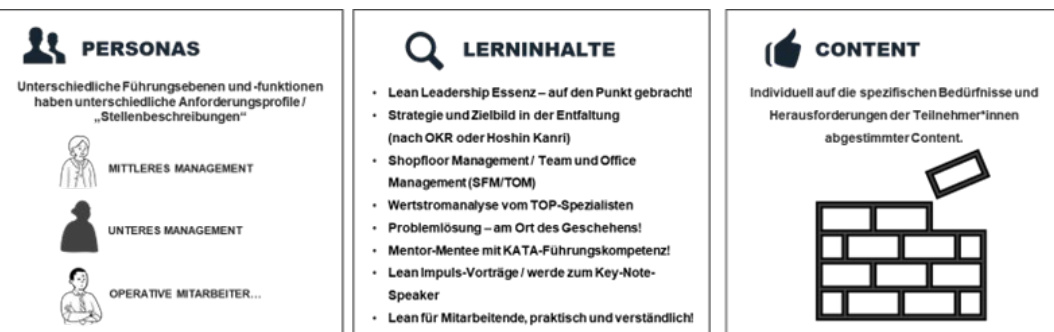 PERSONAS
Unterschiedliche Führungsebenen und -funktionen
haben unterschiedliche Anforderungsprofile /
„Stellenbeschreibungen“
MITTLERES MANAGEMENT
UNTERES MANAGEMENT
OPERATIVE MITARBEITER...
LERNINHALTE
• Lean Leadership Essenz – auf den Punkt gebracht!
• Strategie und Zielbild in der Entfaltung
(nach OKR oder Hoshin Kanri)
• Shopfloor Management / Team und Office
Management (SFM/TOM)
• Wertstromanalyse vom TOP-Spezialisten
• Problemlösung – am Ort des Geschehens!
• Mentor-Mentee mit KATA-Führungskompetenz!
• Lean Impuls-Vorträge / werde zum Key-Note-
Speaker
• Lean für Mitarbeitende, praktisch und verständlich!
CONTENT
Individuell auf die spezifischen Bedürfnisse und
Herausforderungen der Teilnehmer*innen
abgestimmter Content.